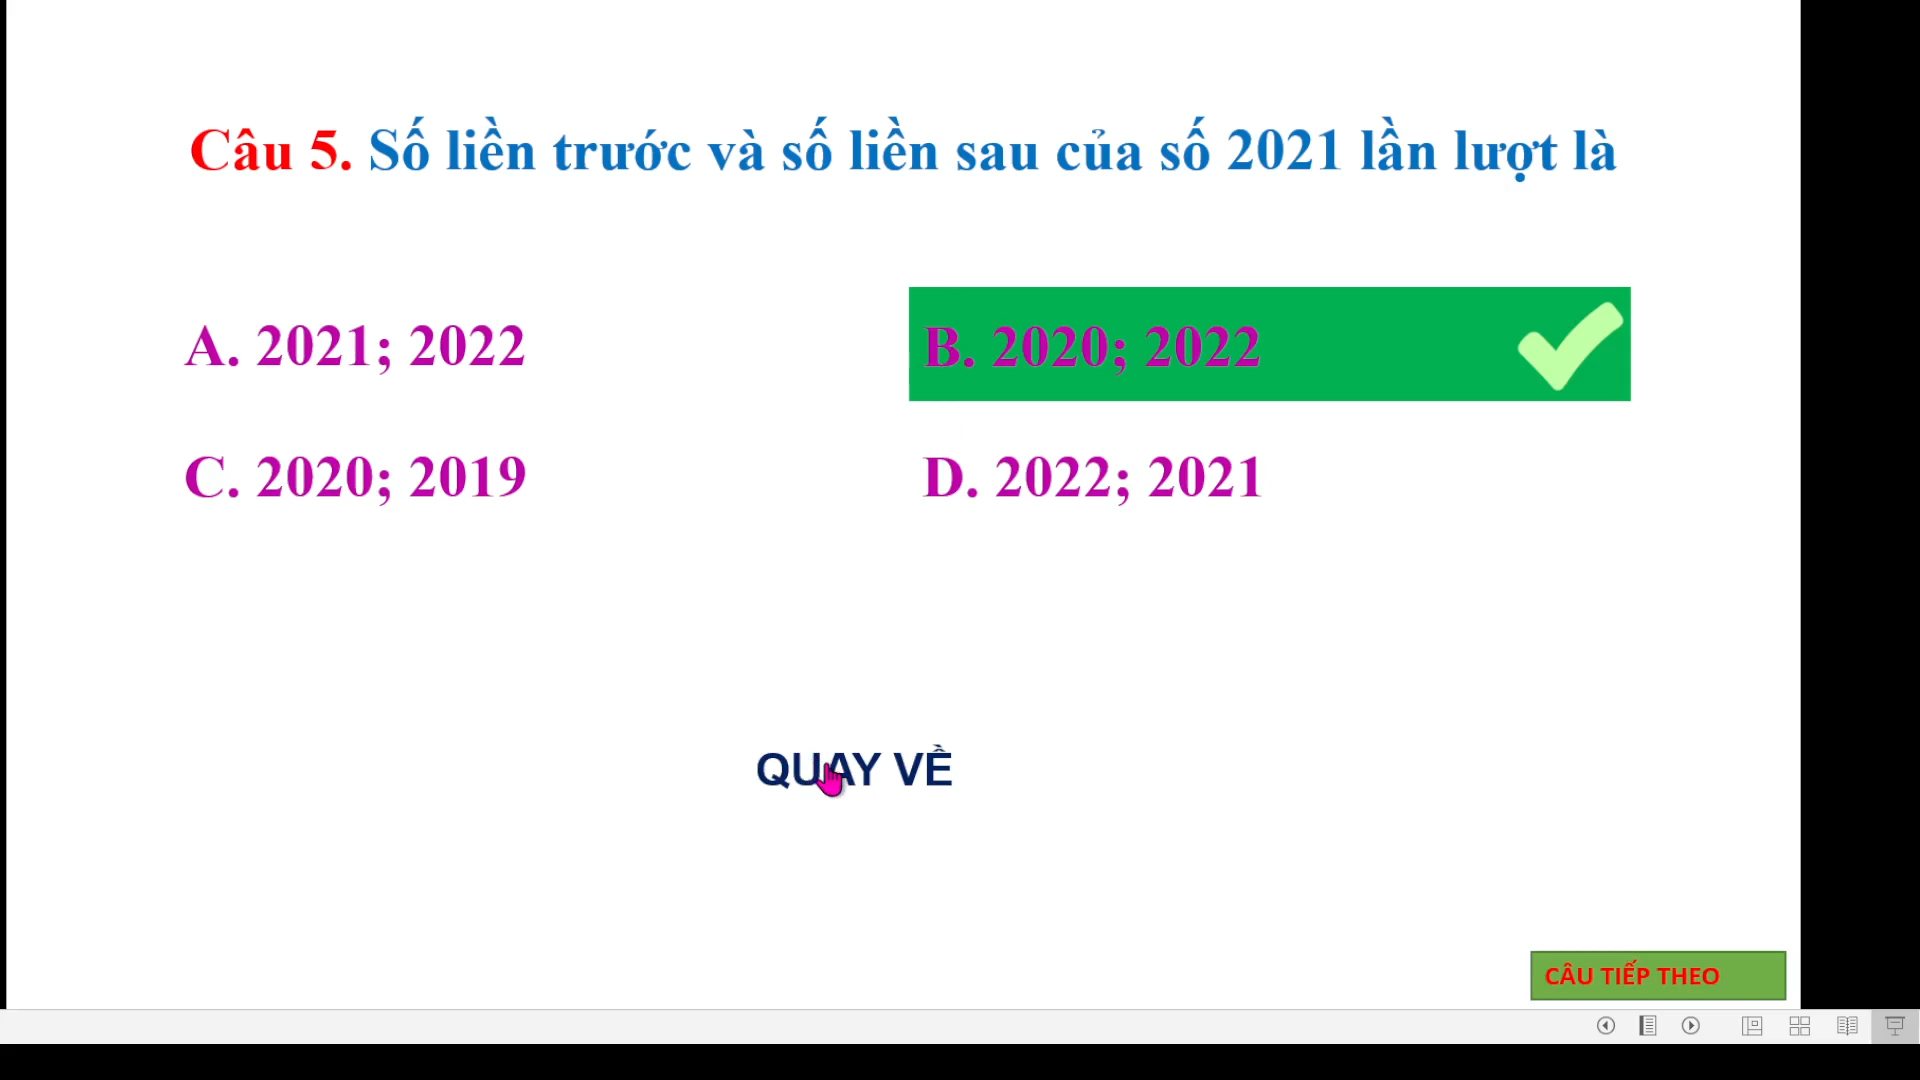 Câu 5. Số liền trước và số liền sau của số 2021 lần lượt là
A. 2021; 2022
B. 2020; 2022
C. 2020; 2019
D. 2022; 2021
QUAY VỀ
CÂU TIẾP THEO